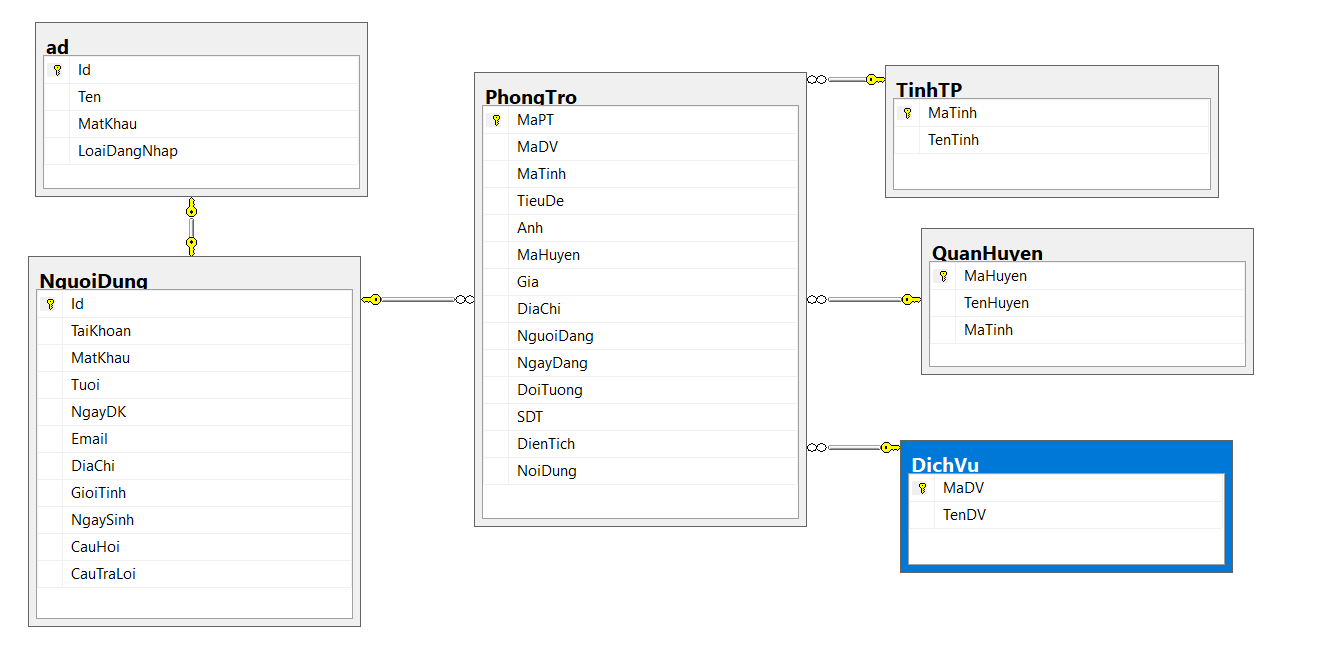 ad
Id
Ten
MatKhau
LoaiDangNhap
NguoiDung
Id
TaiKhoan
MatKhau
Tuoi
NgayDK
Email
DiaChi
GioiTinh
NgaySinh
CauHoi
CauTraLoi
PhongTro
MaPT
MaDV
MaTinh
TieuDe
Anh
MaHuyen
Gia
DiaChi
NguoiDang
NgayDang
DoiTuong
SDT
DienTich
NoiDung
TinhTP
MaTinh
TenTinh
QuanHuyen
MaHuyen
TenHuyen
MaTinh
DichVu
MaDV
TenDV